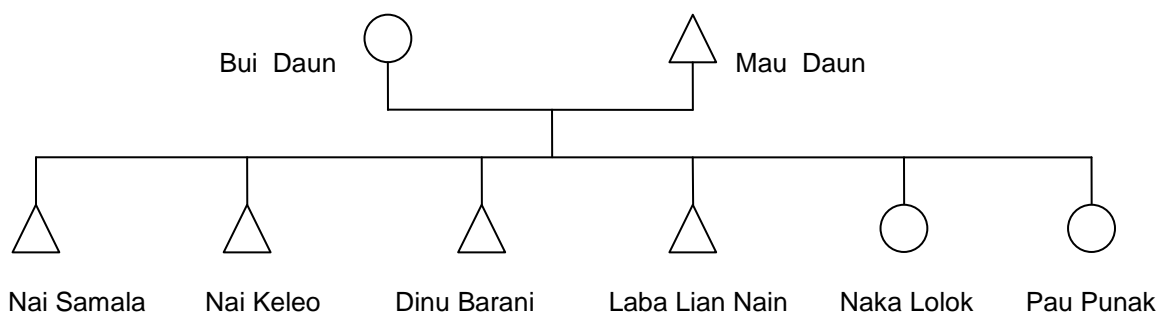 Bui Daun Mau Daun
Nai Samala Nai Keleo Dinu Barani Laba Lian Nain Naka Lolok Pau Punak